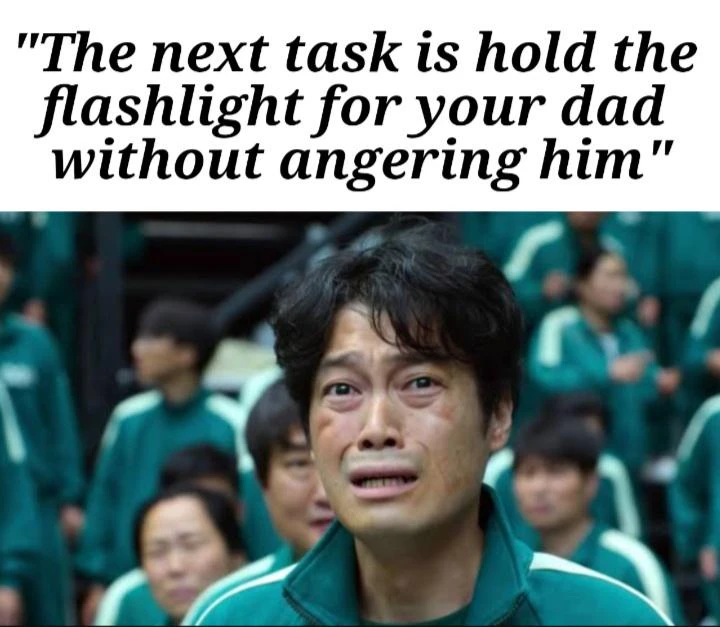 "The next task is hold the
flashlight for your dad
without angering him"